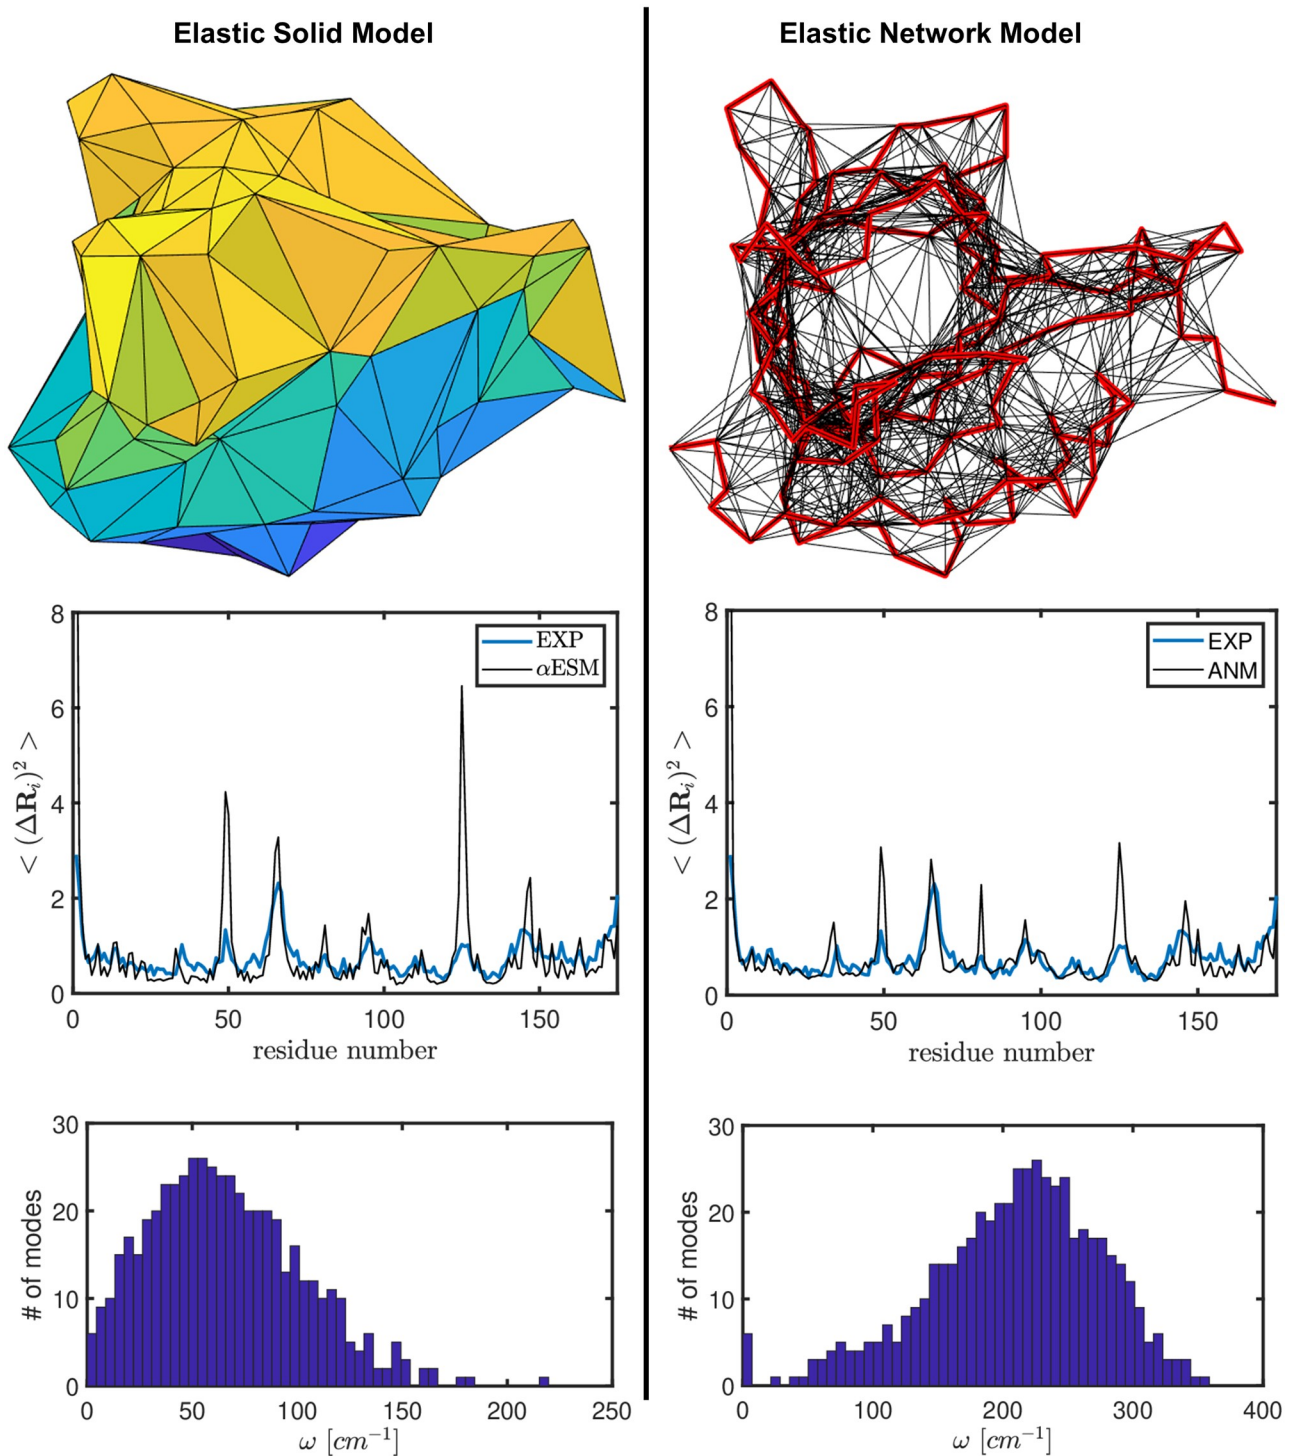 Elastic Solid Model
Elastic Network Model
8
6
4
2
0
< (ΔR_i)^2 >
EXP
αESM
0 50 100 150
residue number
8
6
4
2
0
< (ΔR_i)^2 >
EXP
ANM
0 50 100 150
residue number
30
20
10
0
# of modes
0 50 100 150 200 250
ω [cm^−1]
30
20
10
0
# of modes
0 100 200 300 400
ω [cm^−1]